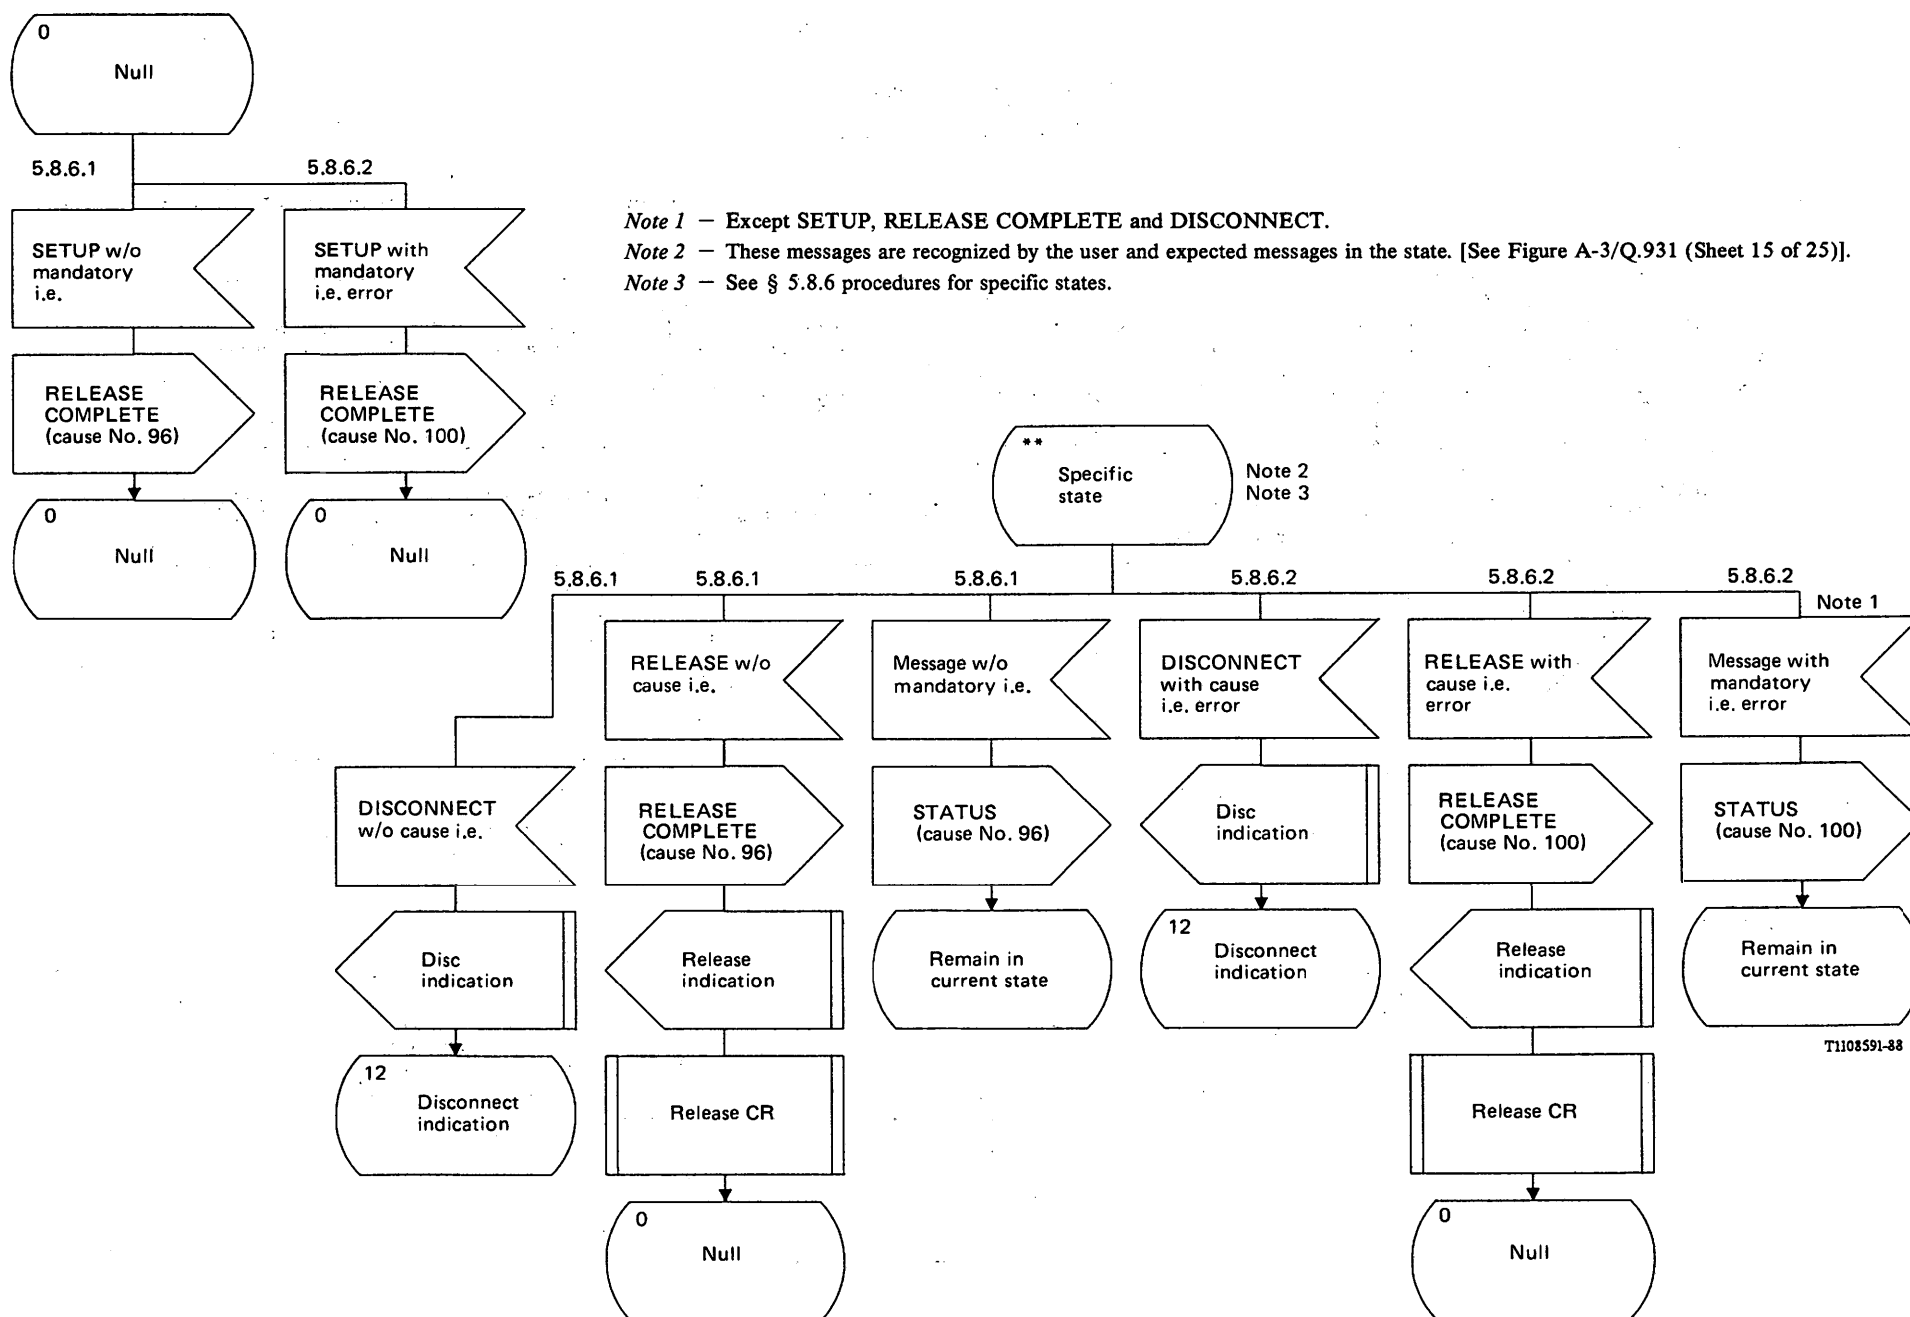 0
Null
5.8.6.1
5.8.6.2
SETUP w/o
mandatory
i.e.
SETUP with
mandatory
i.e. error
RELEASE
COMPLETE
(cause No. 96)
RELEASE
COMPLETE
(cause No. 100)
0
Null
0
Null
Note 1 — Except SETUP, RELEASE COMPLETE and DISCONNECT.
Note 2 — These messages are recognized by the user and expected messages in the state. [See Figure A-3/Q.931 (Sheet 15 of 25)].
Note 3 — See § 5.8.6 procedures for specific states.
**
Specific
state
Note 2
Note 3
5.8.6.1
5.8.6.1
5.8.6.1
5.8.6.2
5.8.6.2
5.8.6.2
Note 1
DISCONNECT
w/o cause i.e.
Disc
indication
12
Disconnect
indication
RELEASE w/o
cause i.e.
RELEASE
COMPLETE
(cause No. 96)
Release
indication
Release CR
0
Null
Message w/o
mandatory i.e.
STATUS
(cause No. 96)
Remain in
current state
DISCONNECT
with cause
i.e. error
Disc
indication
12
Disconnect
indication
RELEASE with
cause i.e.
error
RELEASE
COMPLETE
(cause No. 100)
Release
indication
Release CR
0
Null
Message with
mandatory
i.e. error
STATUS
(cause No. 100)
Remain in
current state
T1108591-88